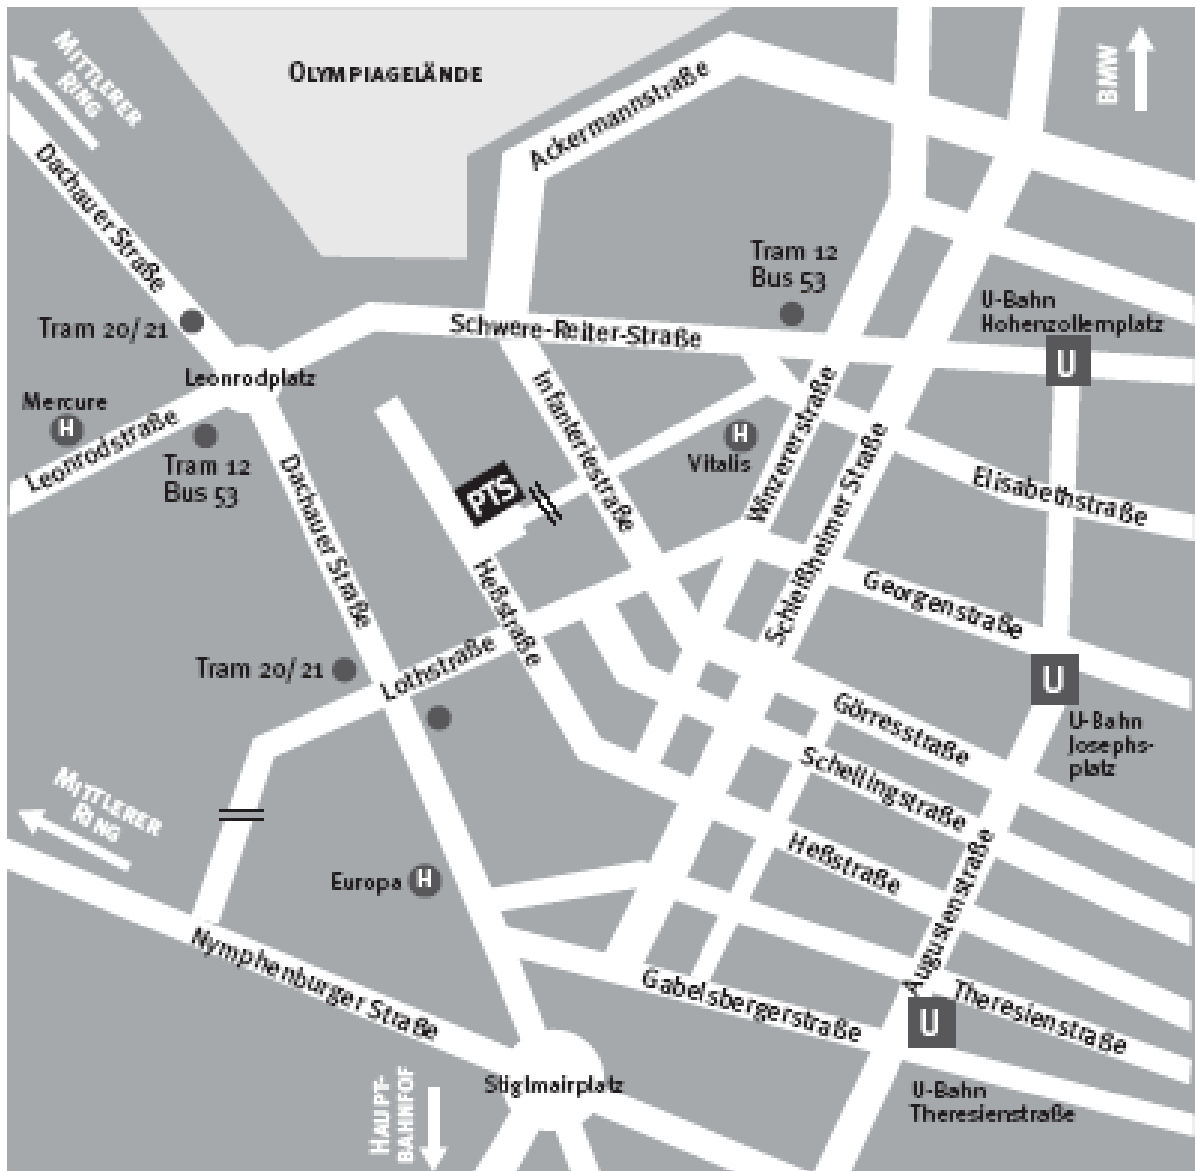 MITTLERER
RING
OLYMPIAGELÄNDE
Ackermannstraße
BMW
Dachauer Straße
Tram 12
Bus 53
U-Bahn
Hohenzollernplatz
U
Tram 20/21
Schwere-Reiter-Straße
Leonrodplatz
Mercure
H
Leonrodstraße
Tram 12
Bus 53
Infanteriestraße
Winzererstraße
H
Vitalis
Schleißheimer Straße
Elisabethstraße
PTS
Dachauer Straße
Heßstraße
Georgenstraße
Lothstraße
Tram 20/21
U
U-Bahn
Josephs-
platz
Görresstraße
Schellingstraße
MITTLERER
RING
Heßstraße
Augustenstraße
Europa
H
Nymphenburger Straße
Gabelsbergerstraße
Theresienstraße
U
Stiglmairplatz
U-Bahn
Theresienstraße
HAUPT-
BAHNFOF